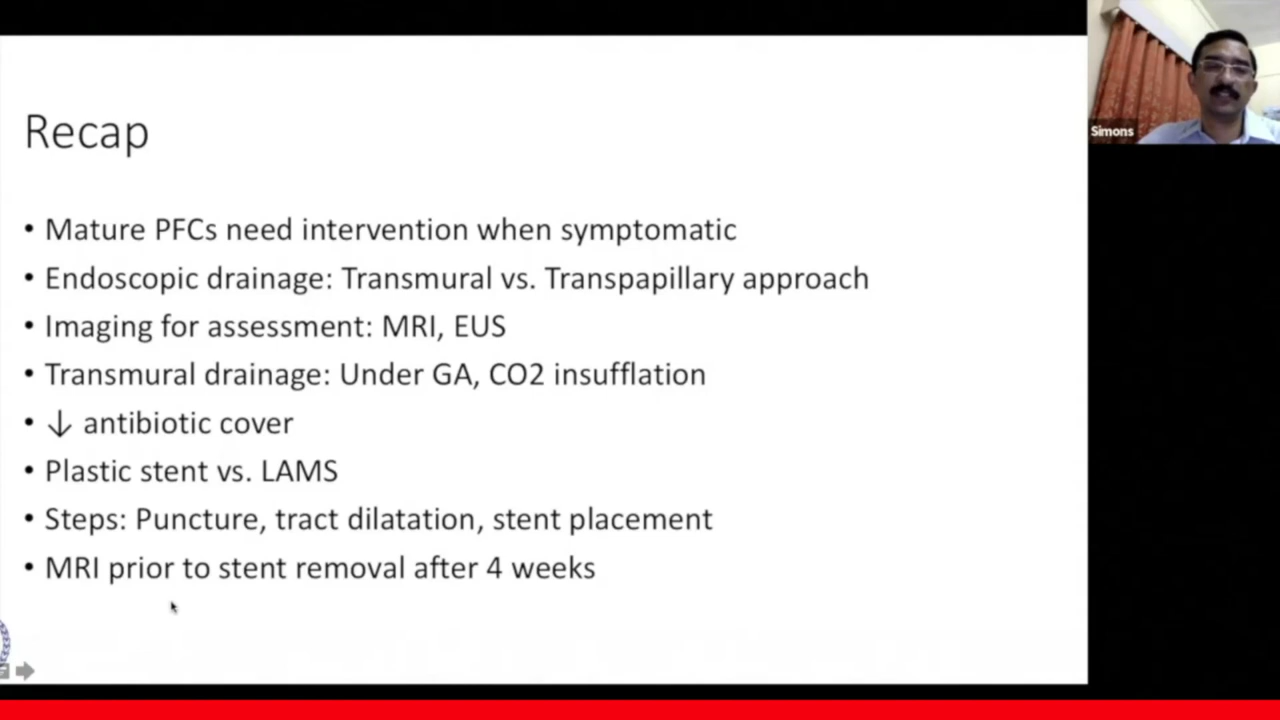 Recap
• Mature PFCs need intervention when symptomatic
• Endoscopic drainage: Transmural vs. Transpapillary approach
• Imaging for assessment: MRI, EUS
• Transmural drainage: Under GA, CO2 insufflation
• ↓ antibiotic cover
• Plastic stent vs. LAMS
• Steps: Puncture, tract dilatation, stent placement
• MRI prior to stent removal after 4 weeks
Simons